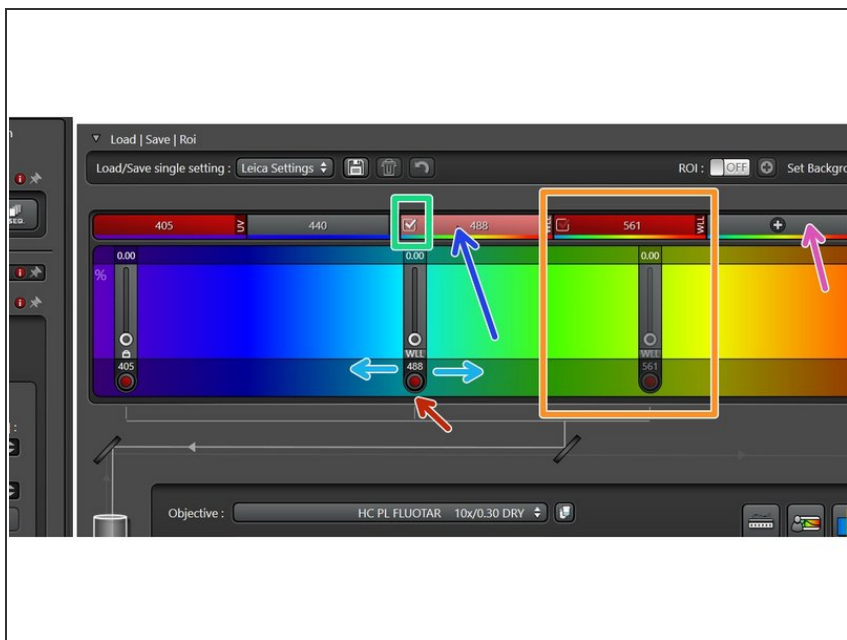 Load | Save | Roi
Load/Save single setting : Leica Settings ROI : OFF Set Backgro
SEQ.
405 UV 440 488 WLL 561 WLL
0.00 0.00 0.00
%
WLL WLL
405 488 561
Objective : HC PL FLUOTAR 10x/0.30 DRY